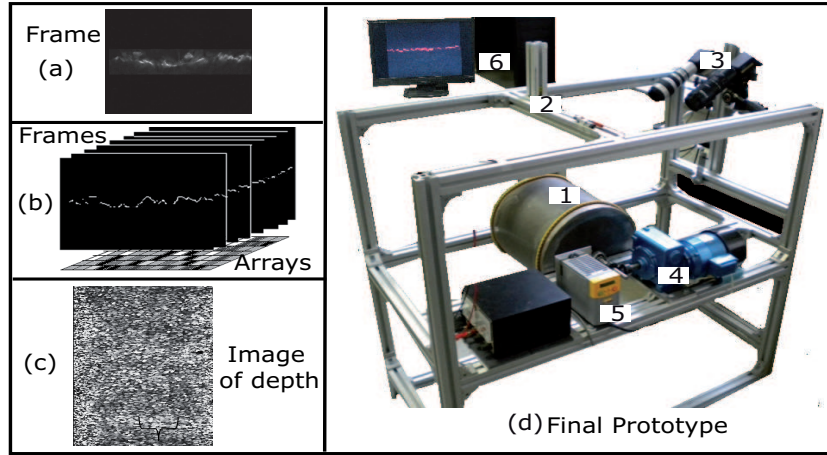 Frame
(a)
Frames
(b)
Arrays
(c)
Image
of depth
6
3
2
1
4
5
(d) Final Prototype